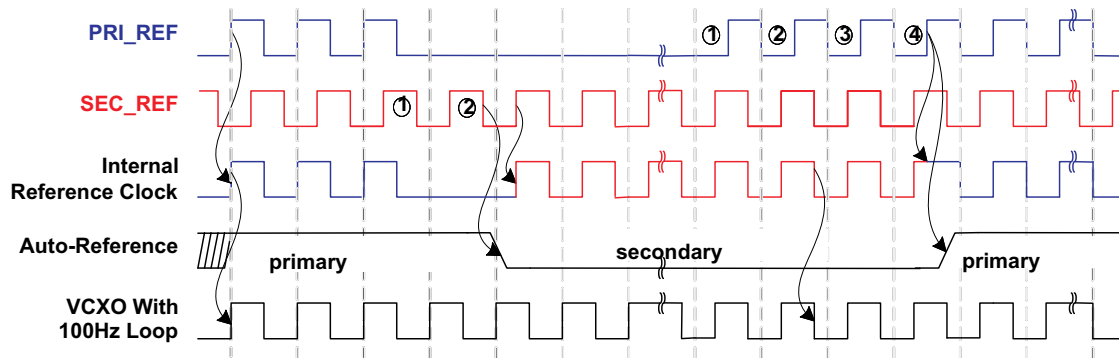 PRI_REF
1 2 3 4
SEC_REF
1 2
Internal
Reference Clock
Auto-Reference
primary
secondary
primary
VCXO With
100Hz Loop